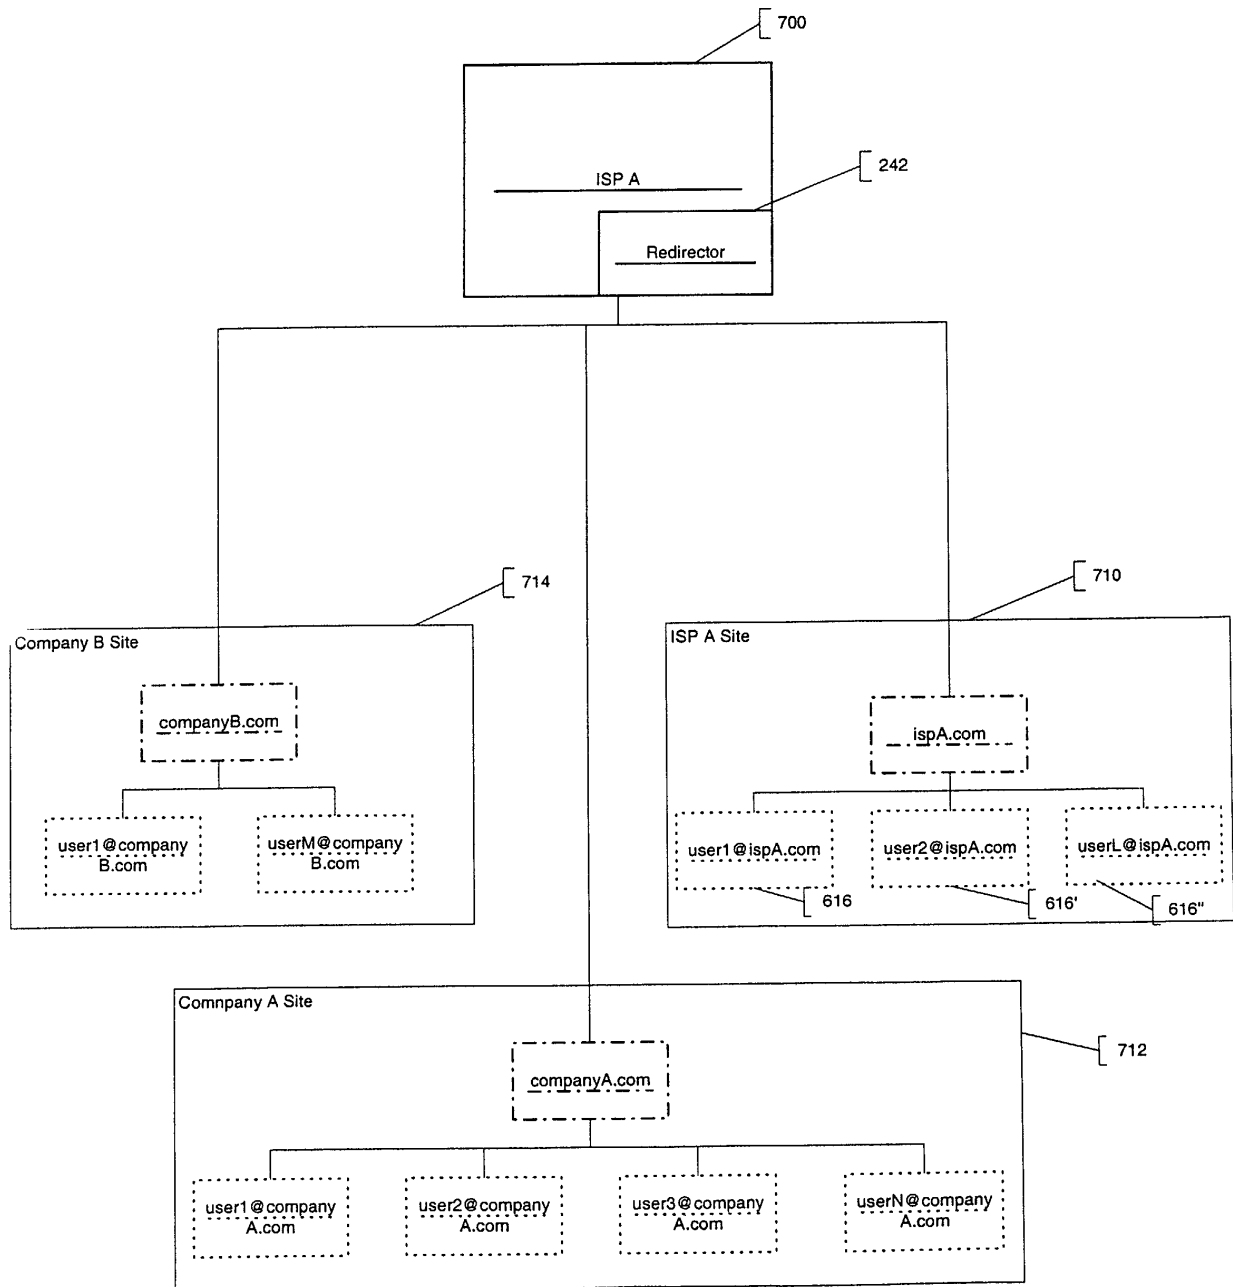 700
242
ISP A
Redirector
714
710
Company B Site
ISP A Site
companyB.com
ispA.com
user1@company
B.com
userM@company
B.com
user1@ispA.com
user2@ispA.com
userL@ispA.com
616
616'
616"
Comnpany A Site
712
companyA.com
user1@company
A.com
user2@company
A.com
user3@company
A.com
userN@company
A.com